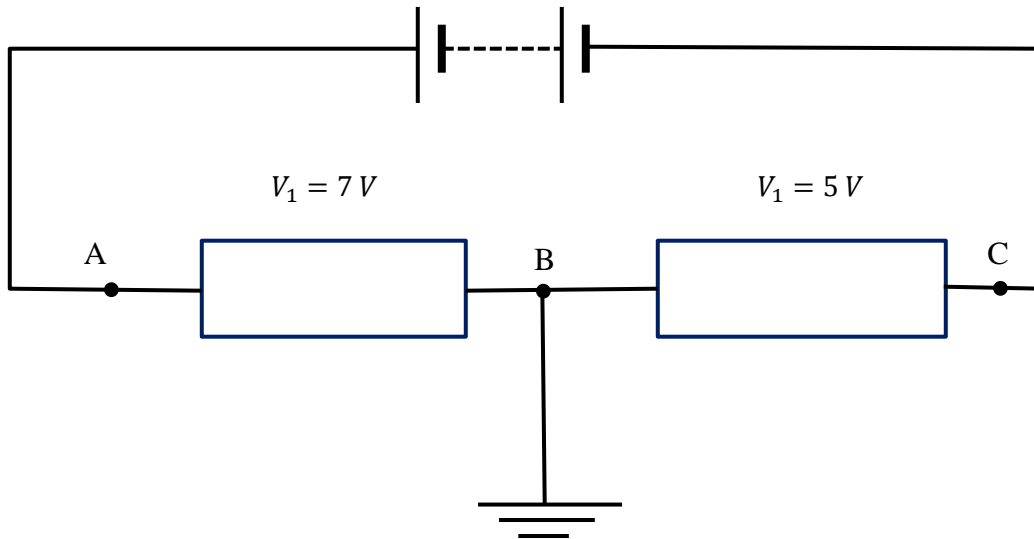 𝑉₁ = 7 𝑉
𝑉₁ = 5 𝑉
A
B
C